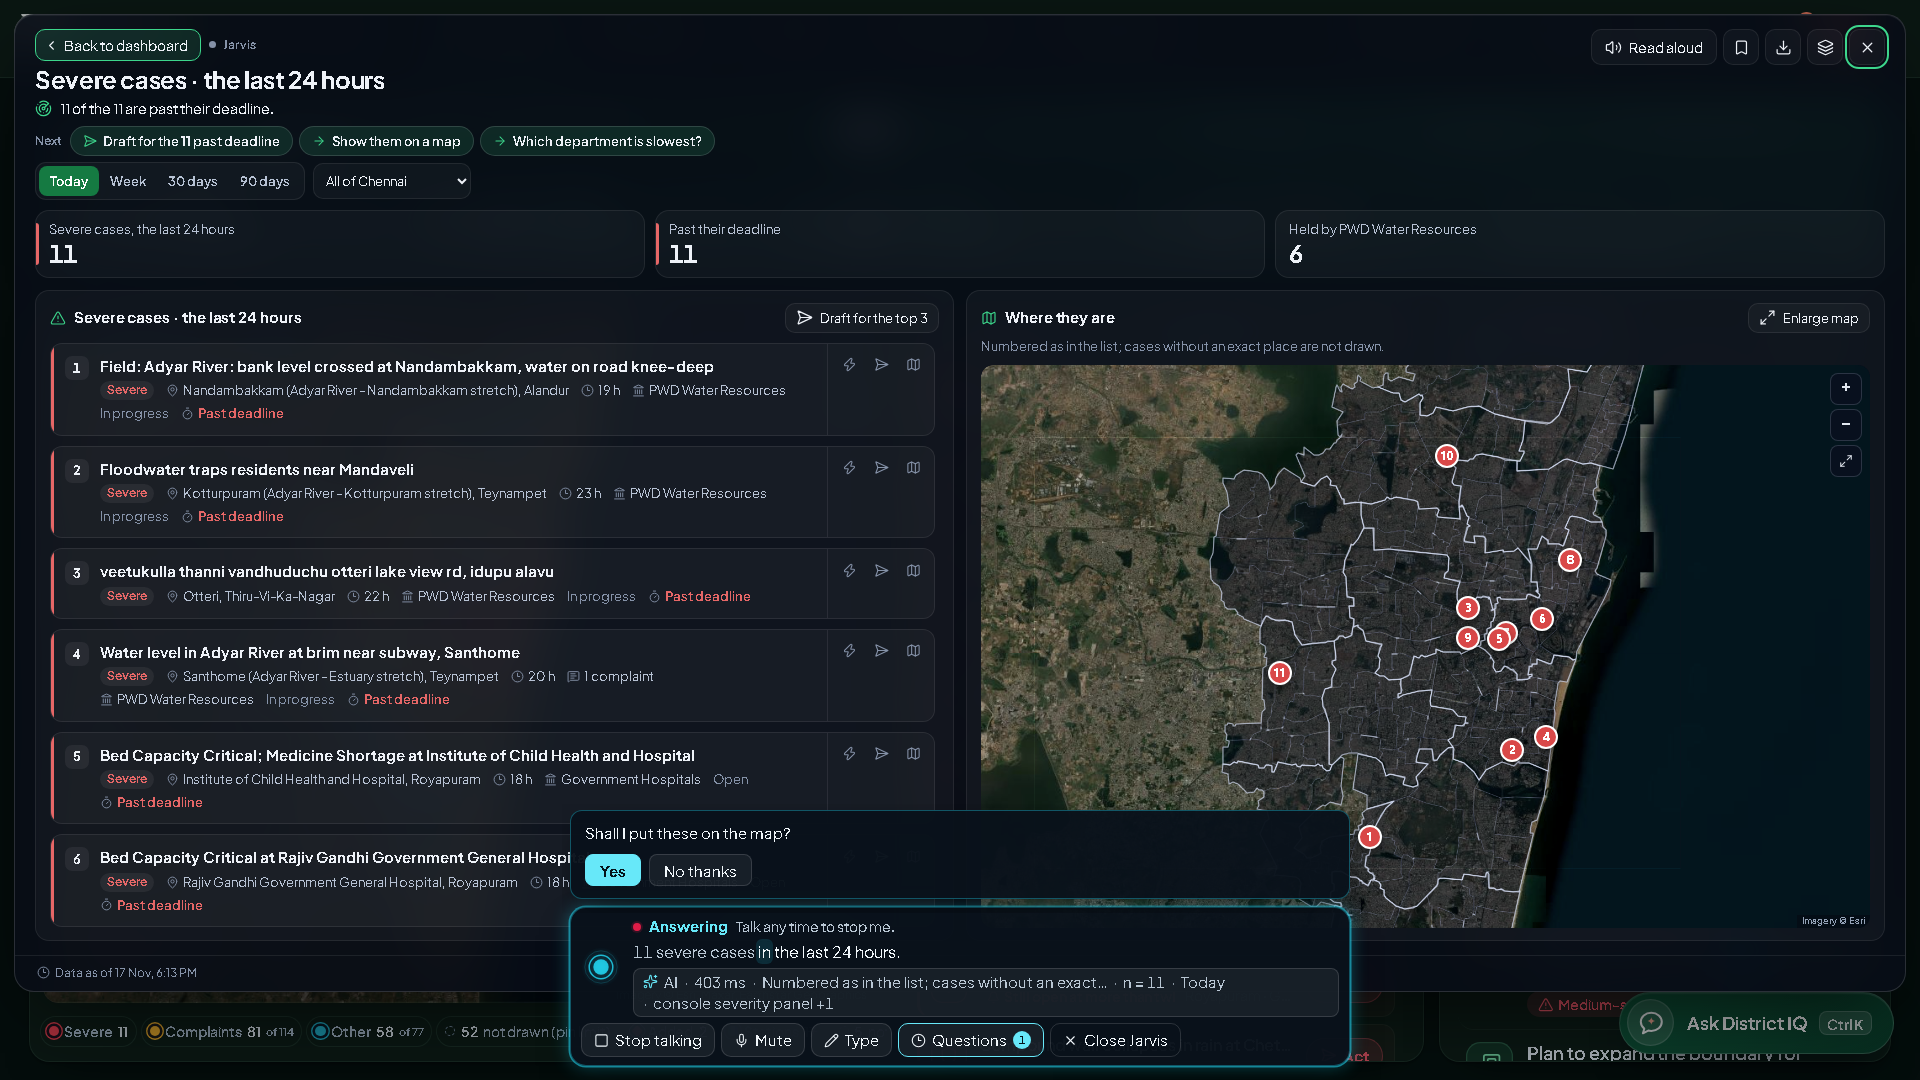 Back to dashboard
Jarvis
Read aloud
Severe cases · the last 24 hours
11 of the 11 are past their deadline.
Next
Draft for the 11 past deadline
Show them on a map
Which department is slowest?
Today
Week
30 days
90 days
All of Chennai
Severe cases, the last 24 hours
11
Past their deadline
11
Held by PWD Water Resources
6
Severe cases · the last 24 hours
Draft for the top 3
1
Field: Adyar River: bank level crossed at Nandambakkam, water on road knee-deep
Severe Nandambakkam (Adyar River - Nandambakkam stretch), Alandur 19 h PWD Water Resources
In progress Past deadline
2
Floodwater traps residents near Mandaveli
Severe Kotturpuram (Adyar River - Kotturpuram stretch), Teynampet 23 h PWD Water Resources
In progress Past deadline
3
veetukulla thanni vandhuduchu otteri lake view rd, idupu alavu
Severe Otteri, Thiru-Vi-Ka-Nagar 22 h PWD Water Resources In progress Past deadline
4
Water level in Adyar River at brim near subway, Santhome
Severe Santhome (Adyar River - Estuary stretch), Teynampet 20 h 1 complaint
PWD Water Resources In progress Past deadline
5
Bed Capacity Critical; Medicine Shortage at Institute of Child Health and Hospital
Severe Institute of Child Health and Hospital, Royapuram 18 h Government Hospitals Open
Past deadline
6
Bed Capacity Critical at Rajiv Gandhi Government General Hospi
Severe Rajiv Gandhi Government General Hospital, Royapuram 18 h
Past deadline
Where they are
Enlarge map
Numbered as in the list; cases without an exact place are not drawn.
+
−
10
8
3
6
9
5
11
4
2
1
Imagery © Esri
Shall I put these on the map?
Yes
No thanks
Answering Talk any time to stop me.
11 severe cases in the last 24 hours.
AI · 403 ms · Numbered as in the list; cases without an exact… · n = 11 · Today
· console severity panel +1
Stop talking
Mute
Type
Questions 1
Close Jarvis
Data as of 17 Nov, 6:13 PM
Severe 11
Complaints 81 of 114
Other 58 of 77
52 not drawn (pi
Medium-s
Ask District IQ
Ctrl K
Plan to expand the boundary for